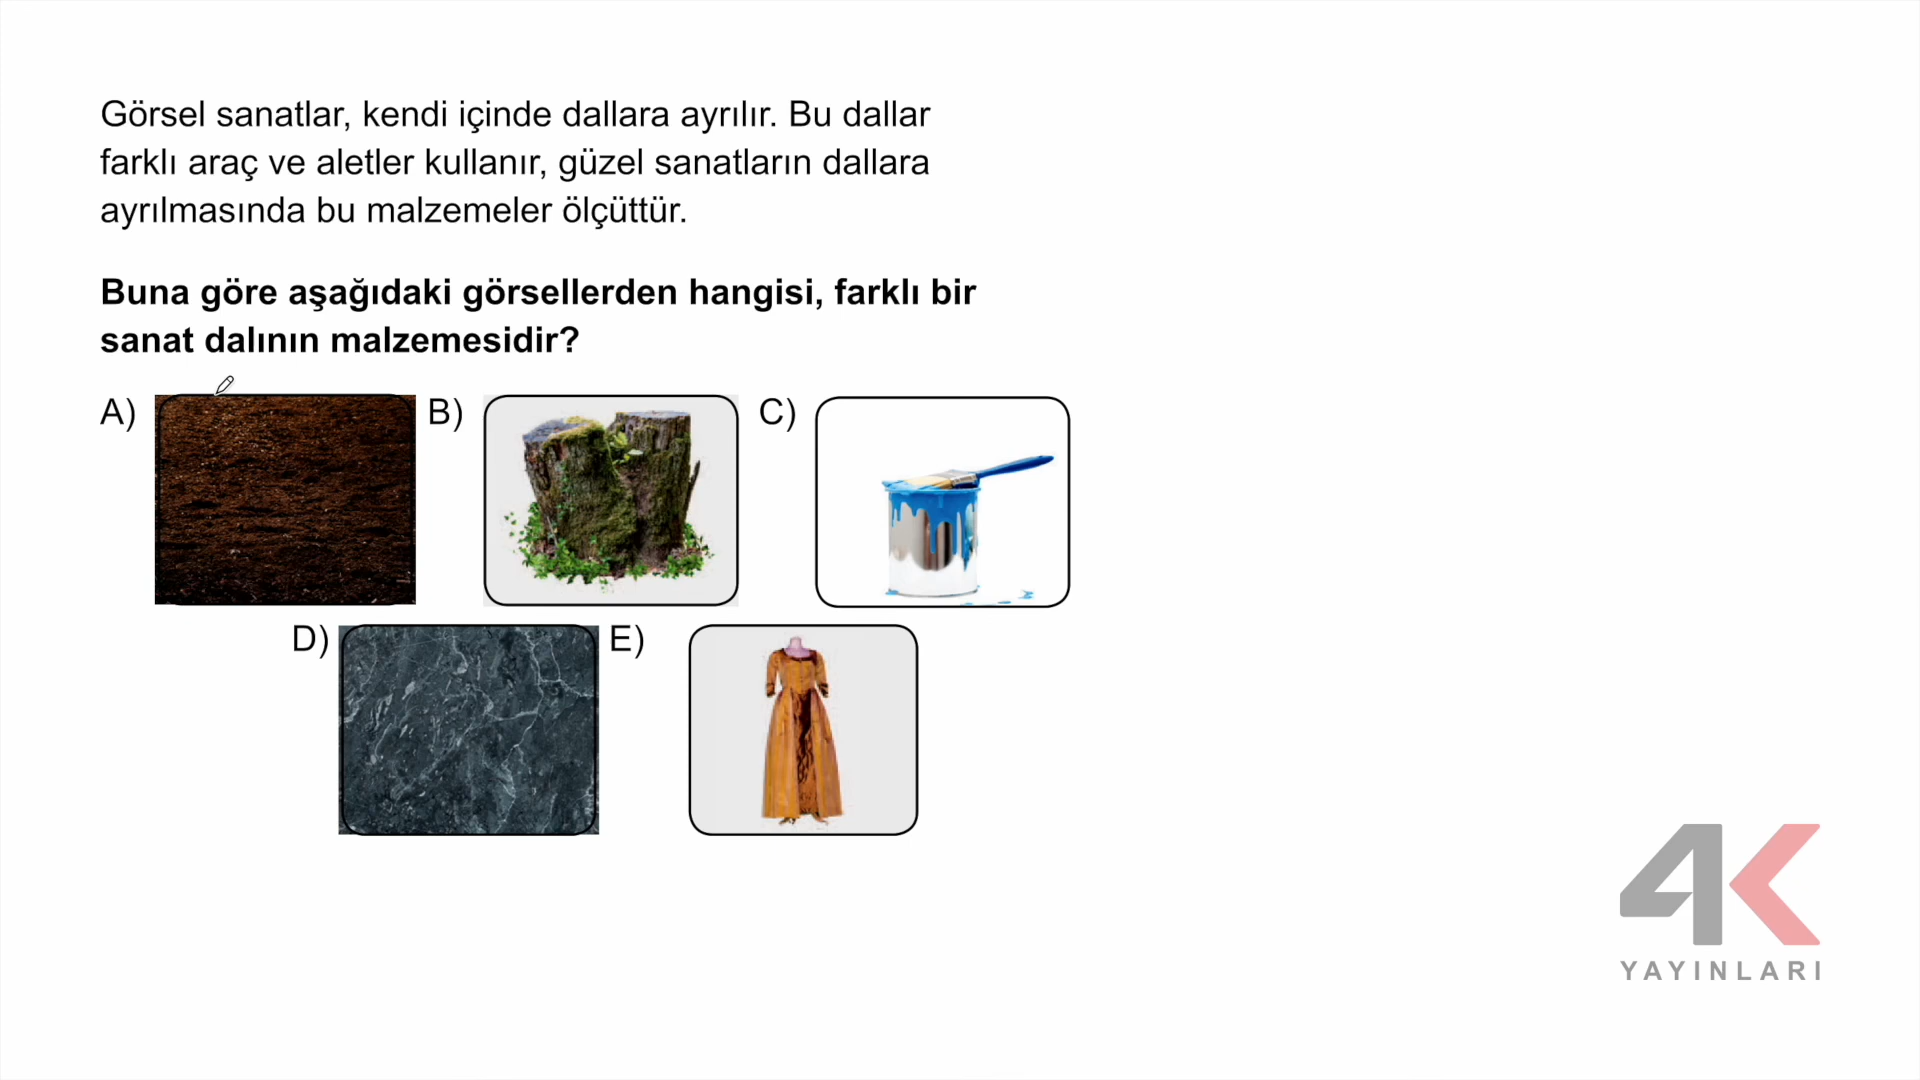 Görsel sanatlar, kendi içinde dallara ayrılır. Bu dallar
farklı araç ve aletler kullanır, güzel sanatların dallara
ayrılmasında bu malzemeler ölçüttür.
Buna göre aşağıdaki görsellerden hangisi, farklı bir
sanat dalının malzemesidir?
A) B) C)
D) E)
4K
YAYINLARI